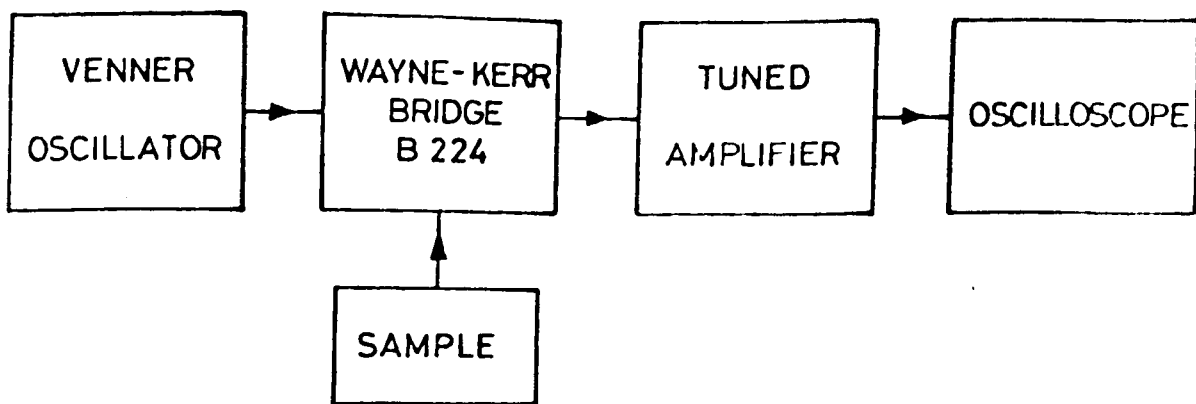 VENNER
OSCILLATOR
WAYNE-KERR
BRIDGE
B 224
TUNED
AMPLIFIER
OSCILLOSCOPE
SAMPLE